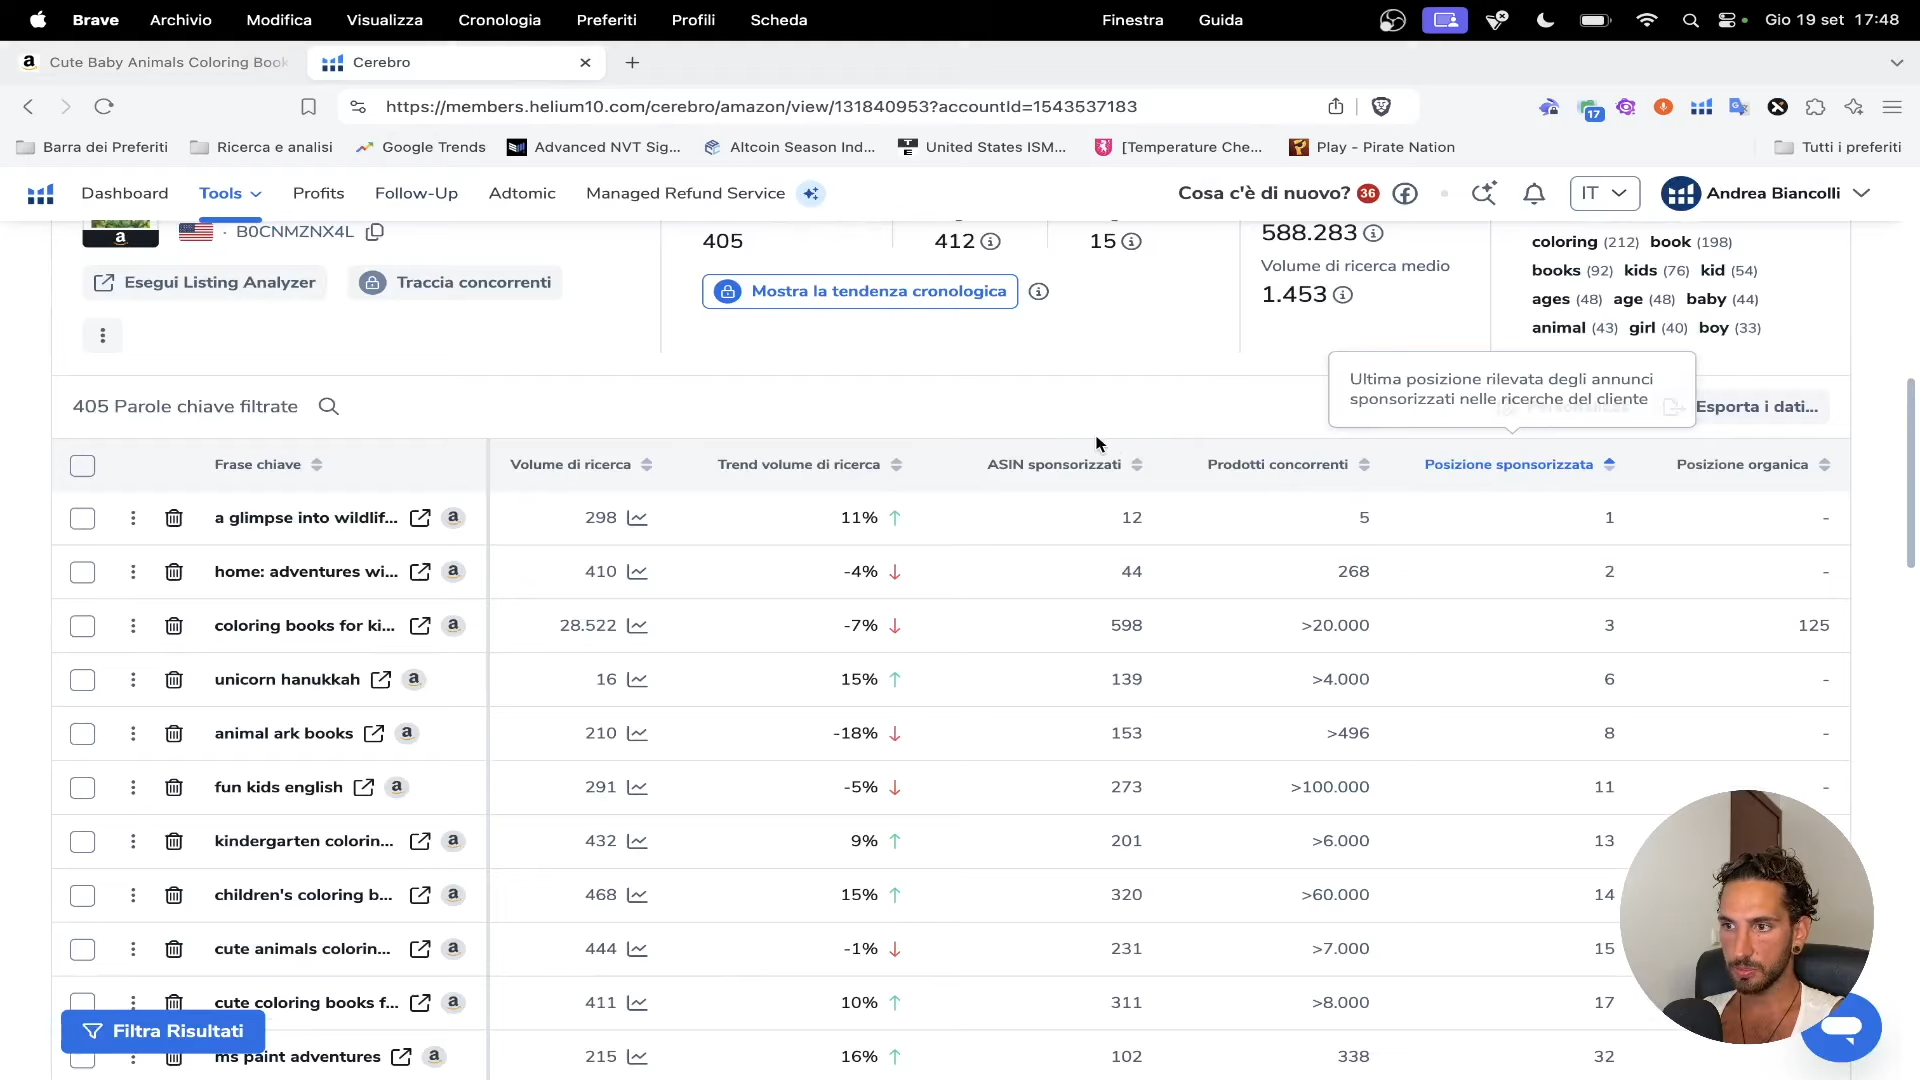 Brave Archivio Modifica Visualizza Cronologia Preferiti Profili Scheda Finestra Guida Gio 19 set 17:48
Cute Baby Animals Coloring Book
Cerebro
https://members.helium10.com/cerebro/amazon/view/131840953?accountId=1543537183
17
Barra dei Preferiti Ricerca e analisi Google Trends Advanced NVT Sig... Altcoin Season Ind... United States ISM... [Temperature Che... Play - Pirate Nation Tutti i preferiti
Dashboard Tools Profits Follow-Up Adtomic Managed Refund Service Cosa c'è di nuovo? 36 IT Andrea Biancolli
· B0CNMZNX4L
405 412 15
588.283
Volume di ricerca medio
1.453
coloring (212) book (198)
books (92) kids (76) kid (54)
ages (48) age (48) baby (44)
animal (43) girl (40) boy (33)
Esegui Listing Analyzer Traccia concorrenti
Mostra la tendenza cronologica
Ultima posizione rilevata degli annunci
sponsorizzati nelle ricerche del cliente
405 Parole chiave filtrate
Esporta i dati...
Frase chiave Volume di ricerca Trend volume di ricerca ASIN sponsorizzati Prodotti concorrenti Posizione sponsorizzata Posizione organica
a glimpse into wildlif... 298 11% 12 5 1 -
home: adventures wi... 410 -4% 44 268 2 -
coloring books for ki... 28.522 -7% 598 >20.000 3 125
unicorn hanukkah 16 15% 139 >4.000 6 -
animal ark books 210 -18% 153 >496 8 -
fun kids english 291 -5% 273 >100.000 11 -
kindergarten colorin... 432 9% 201 >6.000 13
children's coloring b... 468 15% 320 >60.000 14
cute animals colorin... 444 -1% 231 >7.000 15
cute coloring books f... 411 10% 311 >8.000 17
Filtra Risultati
ms paint adventures 215 16% 102 338 32